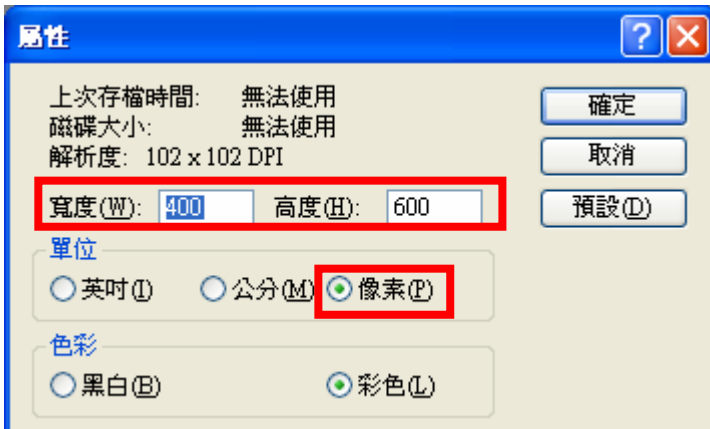 屬性
上次存檔時間: 無法使用
磁碟大小: 無法使用
解析度: 102 x 102 DPI
寬度(W): 400 高度(H): 600
單位
英吋(I) 公分(M) 像素(P)
色彩
黑白(B) 彩色(L)
確定
取消
預設(D)